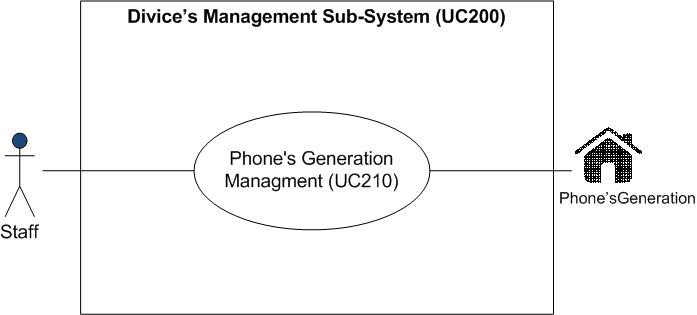 Divice's Management Sub-System (UC200)
Phone's Generation
Managment (UC210)
Staff
Phone'sGeneration